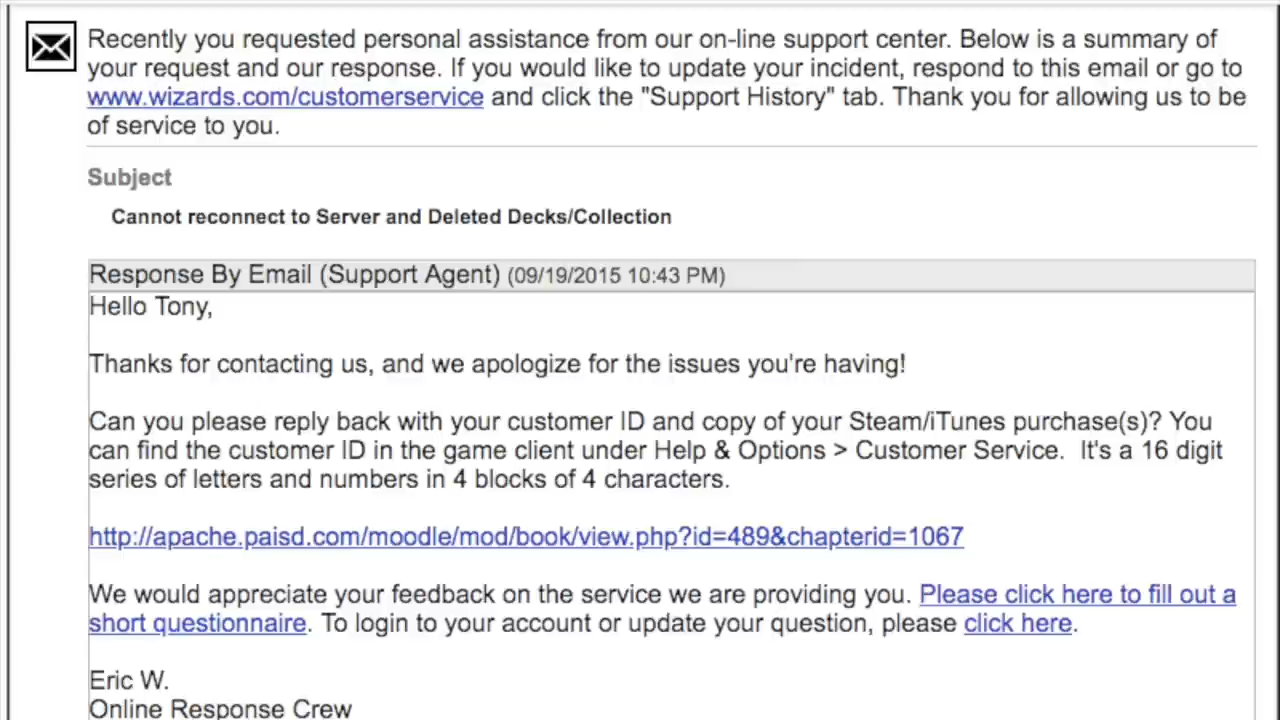 Recently you requested personal assistance from our on-line support center. Below is a summary of
your request and our response. If you would like to update your incident, respond to this email or go to
www.wizards.com/customerservice and click the "Support History" tab. Thank you for allowing us to be
of service to you.
Subject
Cannot reconnect to Server and Deleted Decks/Collection
Response By Email (Support Agent) (09/19/2015 10:43 PM)
Hello Tony,
Thanks for contacting us, and we apologize for the issues you're having!
Can you please reply back with your customer ID and copy of your Steam/iTunes purchase(s)? You
can find the customer ID in the game client under Help & Options > Customer Service.  It's a 16 digit
series of letters and numbers in 4 blocks of 4 characters.
http://apache.paisd.com/moodle/mod/book/view.php?id=489&chapterid=1067
We would appreciate your feedback on the service we are providing you. Please click here to fill out a
short questionnaire. To login to your account or update your question, please click here.
Eric W.
Online Response Crew